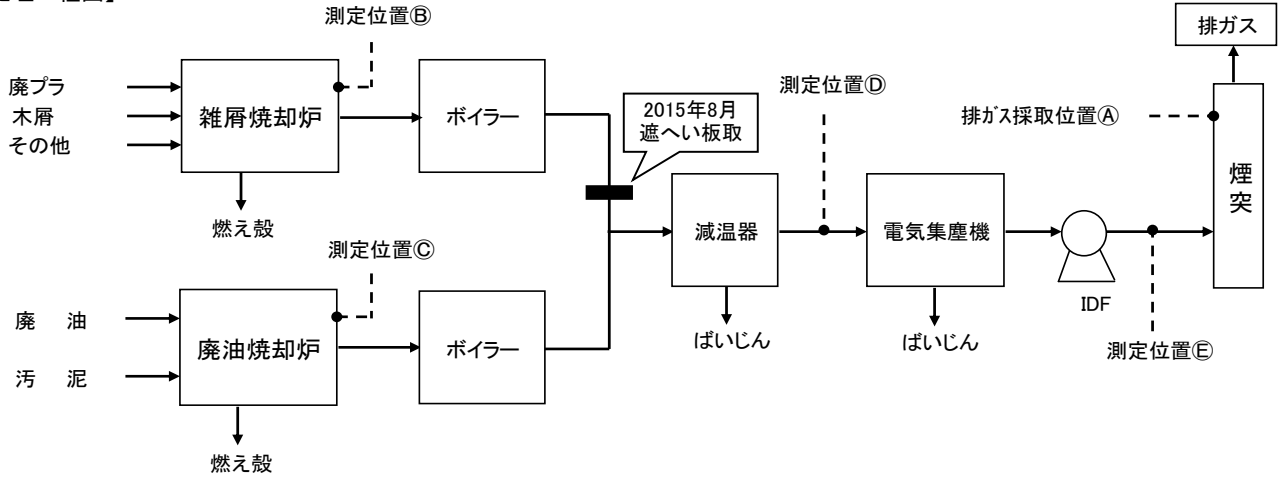 測定位置Ⓑ
排ガス
廃プラ
木屑
その他
雑屑焼却炉
ボイラー
2015年8月
遮へい板取
測定位置Ⓓ
排ガス採取位置Ⓐ
煙突
燃え殻
減温器
電気集塵機
測定位置Ⓒ
IDF
廃 油
汚 泥
廃油焼却炉
ボイラー
ばいじん
ばいじん
測定位置Ⓔ
燃え殻